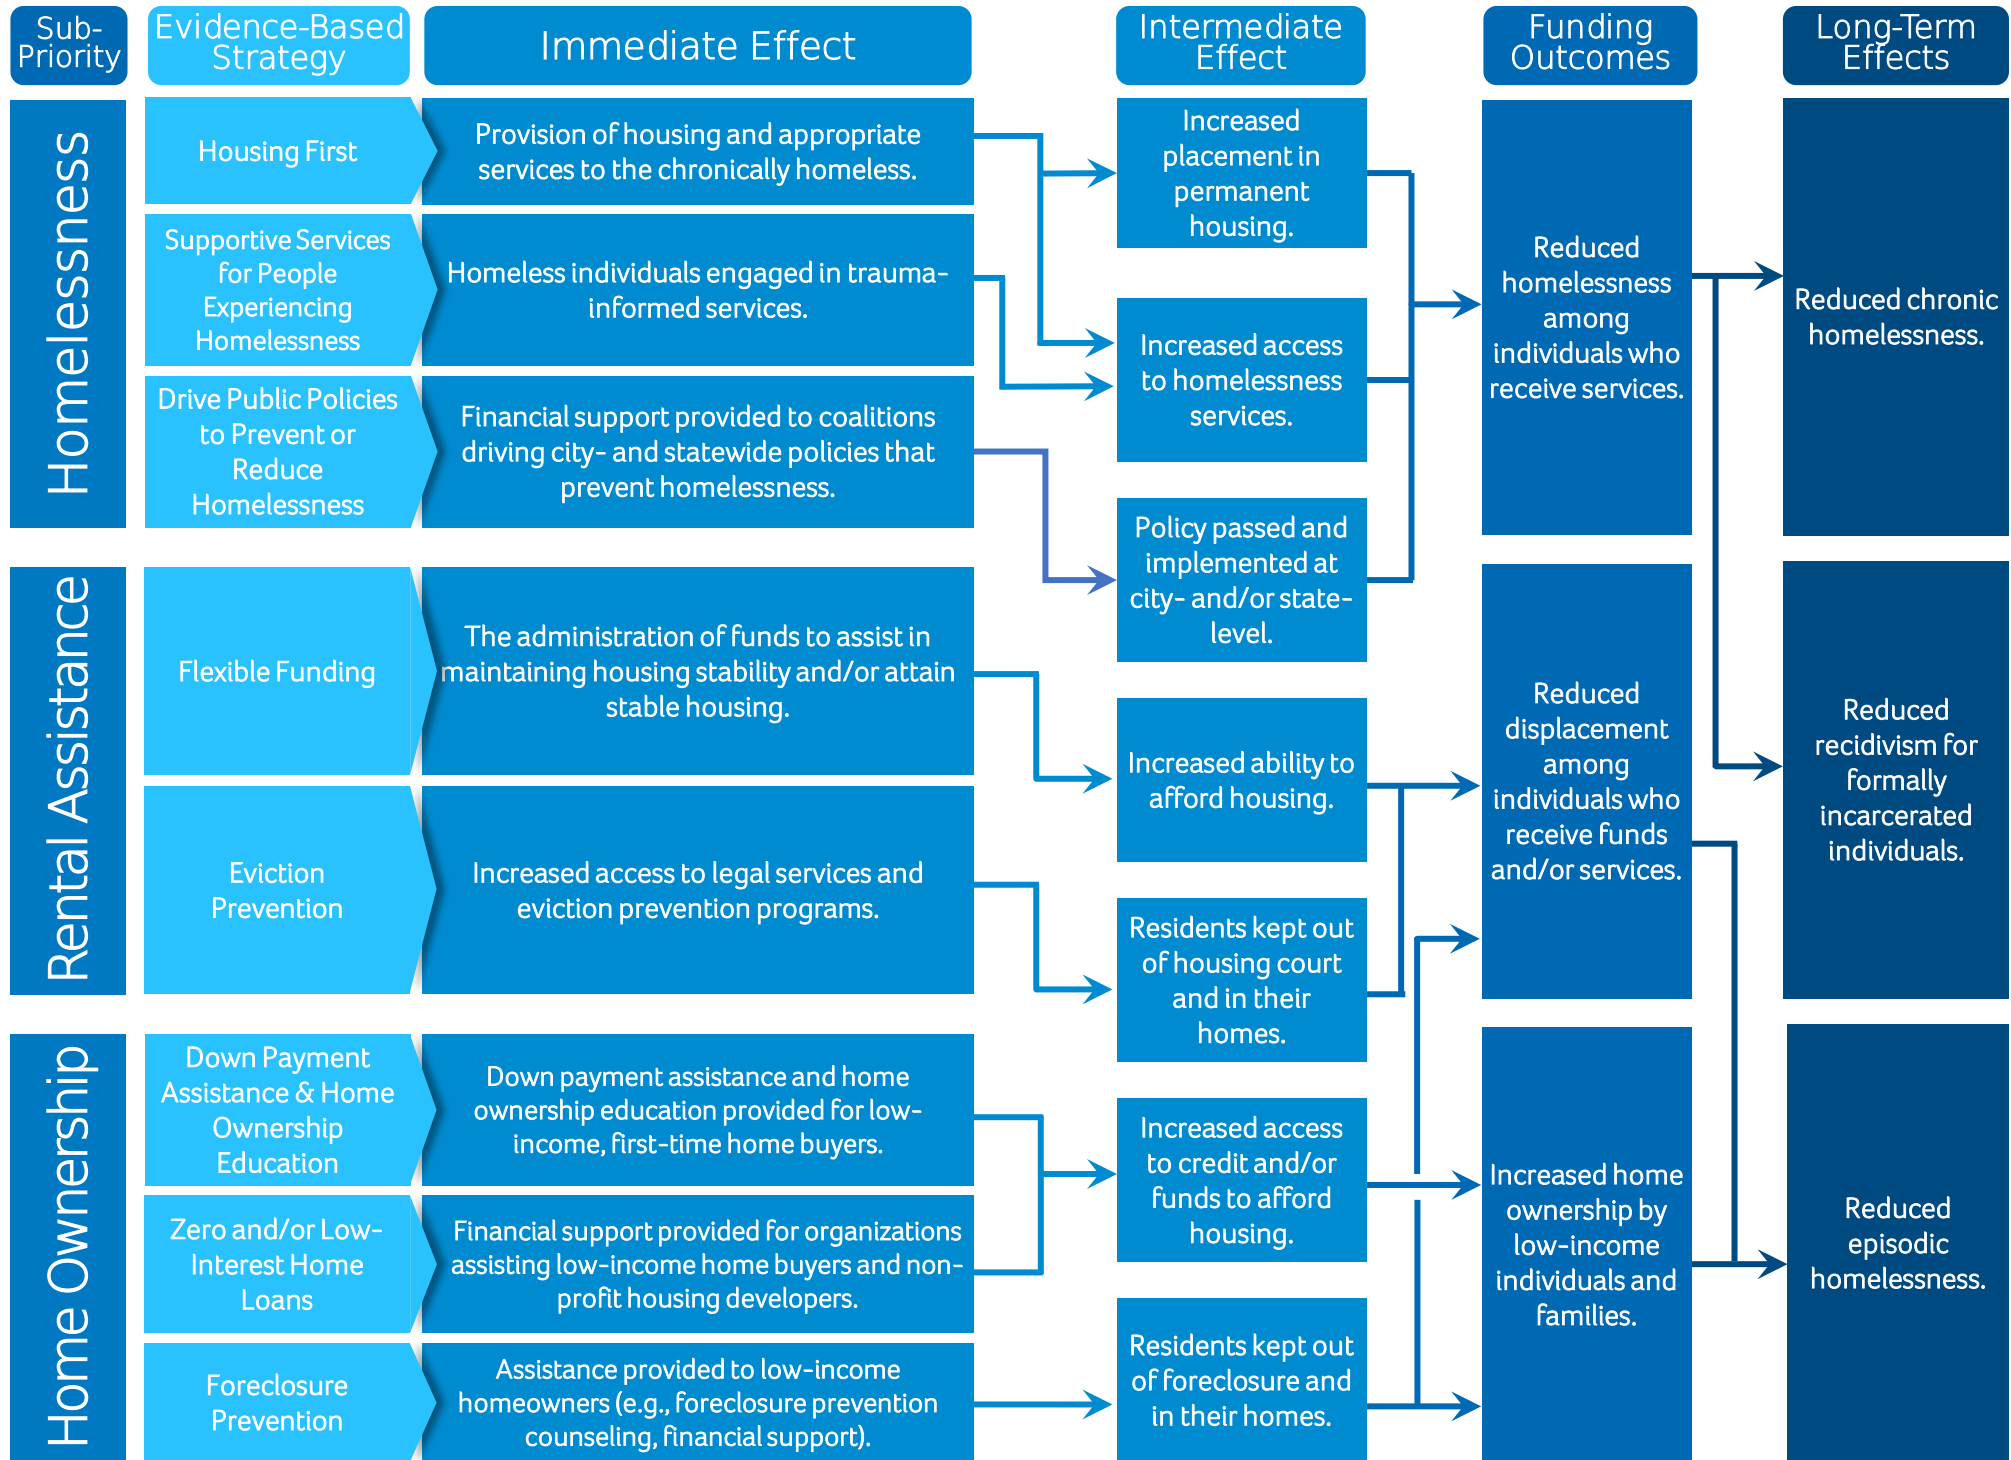 Sub-
Priority
Evidence-Based
Strategy
Immediate Effect
Intermediate
Effect
Funding
Outcomes
Long-Term
Effects
Homelessness
Housing First
Provision of housing and appropriate
services to the chronically homeless.
Supportive Services
for People
Experiencing
Homelessness
Homeless individuals engaged in trauma-
informed services.
Drive Public Policies
to Prevent or
Reduce
Homelessness
Financial support provided to coalitions
driving city- and statewide policies that
prevent homelessness.
Increased
placement in
permanent
housing.
Increased access
to homelessness
services.
Policy passed and
implemented at
city- and/or state-
level.
Reduced
homelessness
among
individuals who
receive services.
Reduced chronic
homelessness.
Rental Assistance
Flexible Funding
The administration of funds to assist in
maintaining housing stability and/or attain
stable housing.
Eviction
Prevention
Increased access to legal services and
eviction prevention programs.
Increased ability to
afford housing.
Residents kept out
of housing court
and in their
homes.
Reduced
displacement
among
individuals who
receive funds
and/or services.
Reduced
recidivism for
formally
incarcerated
individuals.
Home Ownership
Down Payment
Assistance & Home
Ownership
Education
Down payment assistance and home
ownership education provided for low-
income, first-time home buyers.
Zero and/or Low-
Interest Home
Loans
Financial support provided for organizations
assisting low-income home buyers and non-
profit housing developers.
Foreclosure
Prevention
Assistance provided to low-income
homeowners (e.g., foreclosure prevention
counseling, financial support).
Increased access
to credit and/or
funds to afford
housing.
Residents kept out
of foreclosure and
in their homes.
Increased home
ownership by
low-income
individuals and
families.
Reduced
episodic
homelessness.